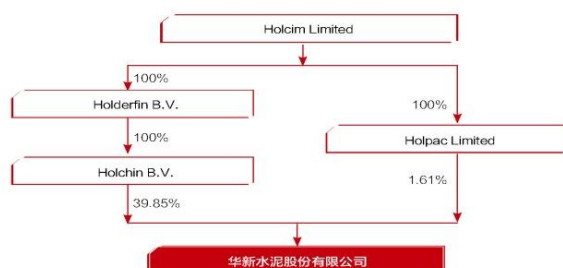 Holcim Limited
100%
100%
Holderfin B.V.
100%
Holpac Limited
Holchin B.V.
1.61%
39.85%
华新水泥股份有限公司